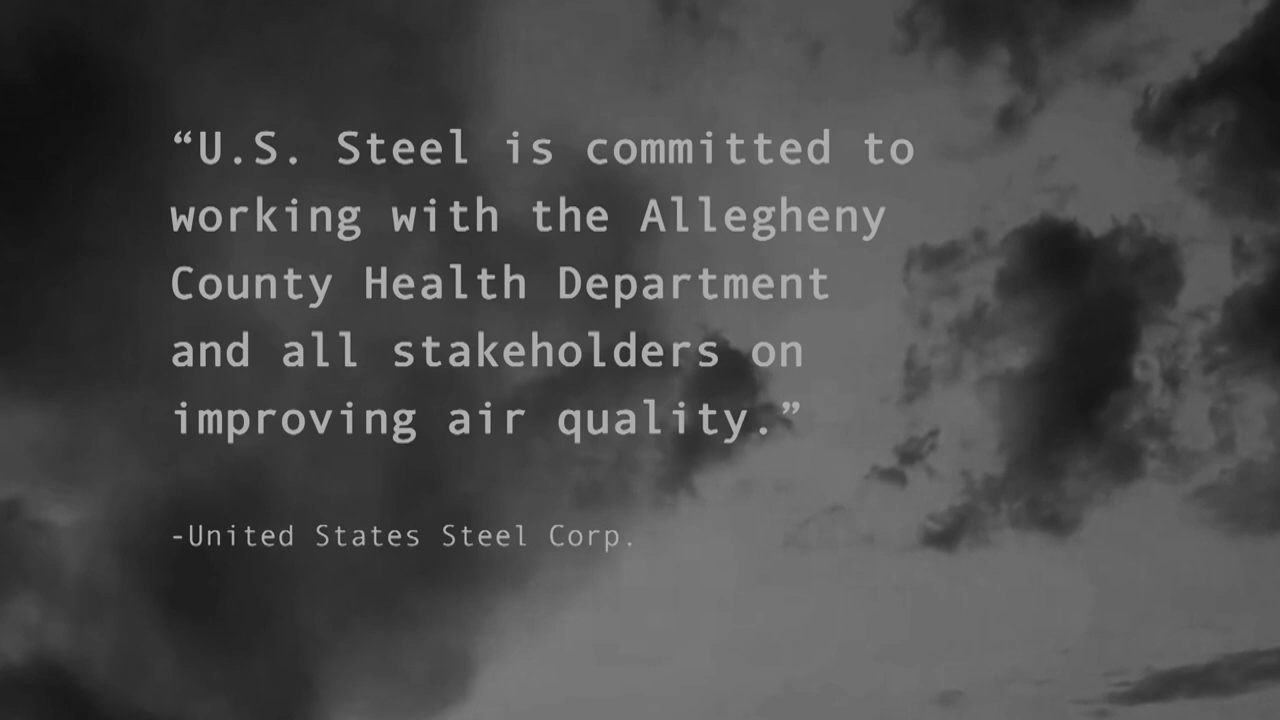 “U.S. Steel is committed to
working with the Allegheny
County Health Department
and all stakeholders on
improving air quality.”
-United States Steel Corp.